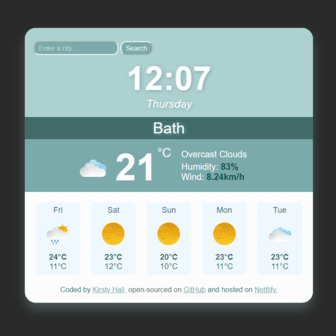 Enter a city... Search
12:07
Thursday
Bath
21 °C
Overcast Clouds
Humidity: 83%
Wind: 8.24km/h
Fri Sat Sun Mon Tue
24°C 23°C 20°C 23°C 23°C
11°C 12°C 10°C 11°C 11°C
Coded by Kirsty Hall, open-sourced on GitHub and hosted on Netflify.